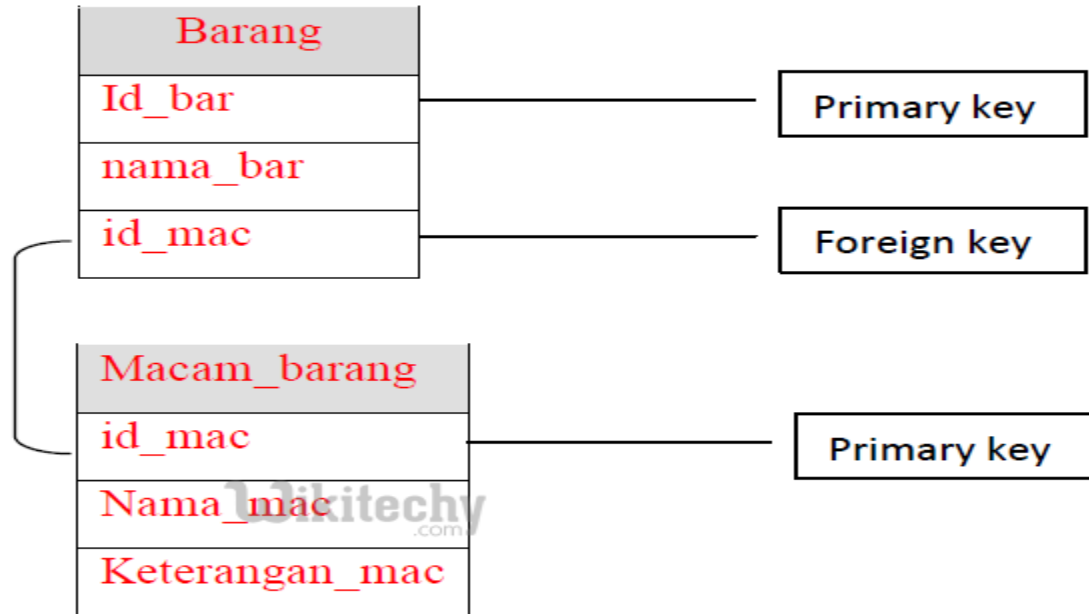 Barang
Id_bar
Primary key
nama_bar
id_mac
Foreign key
Macam_barang
id_mac
Primary key
Nama_mac
Wikitechy
.com
Keterangan_mac